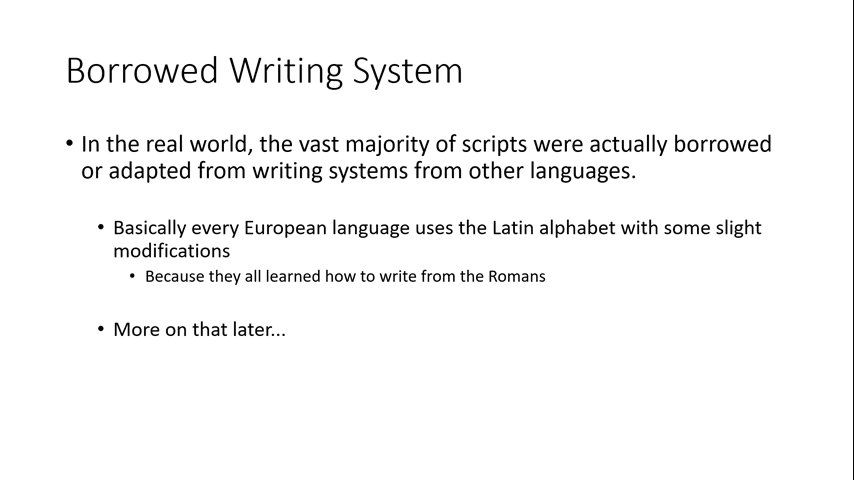 Borrowed Writing System
• In the real world, the vast majority of scripts were actually borrowed
or adapted from writing systems from other languages.
• Basically every European language uses the Latin alphabet with some slight
modifications
• Because they all learned how to write from the Romans
• More on that later...